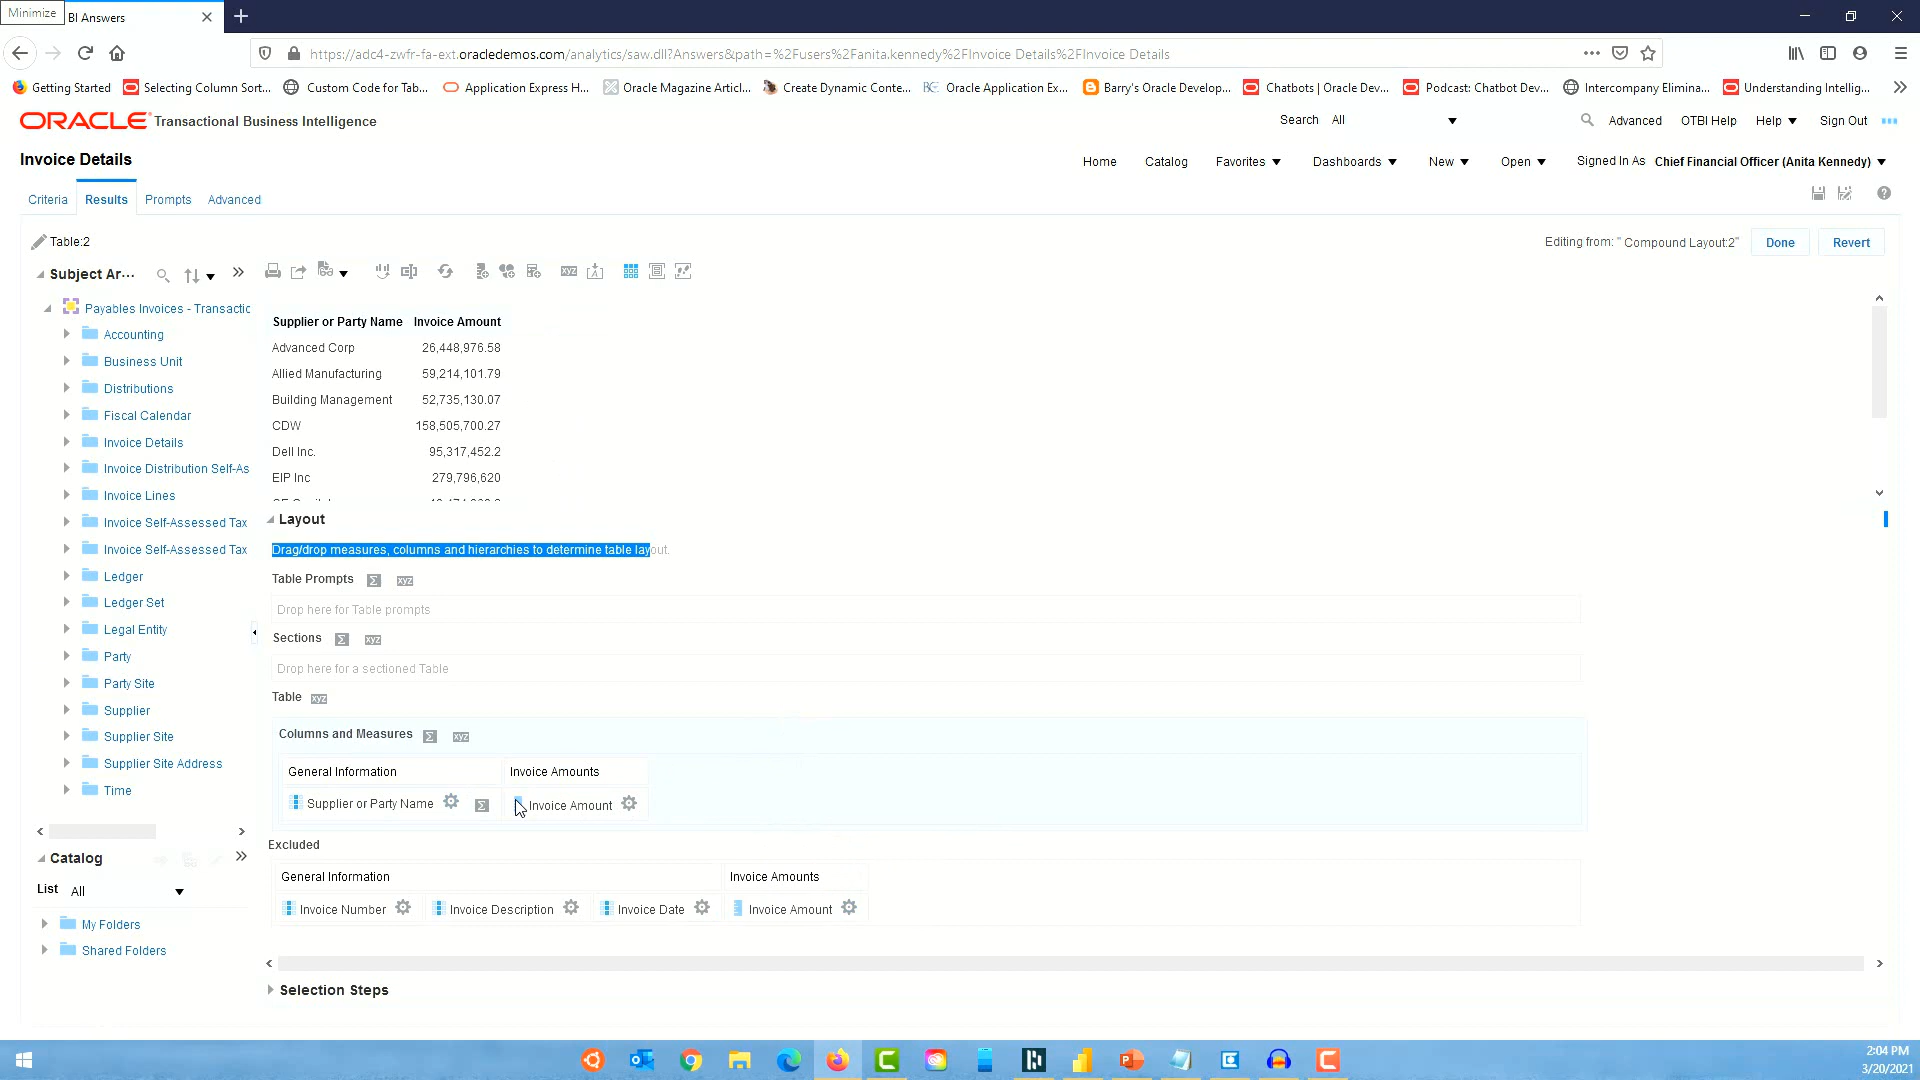 Minimize
BI Answers
https://adc4-zwfr-fa-ext.oracledemos.com/analytics/saw.dll?Answers&path=%2Fusers%2Fanita.kennedy%2FInvoice Details%2FInvoice Details
Getting Started
Selecting Column Sort...
Custom Code for Tab...
Application Express H...
Oracle Magazine Articl...
Create Dynamic Conte...
Oracle Application Ex...
Barry's Oracle Develop...
Chatbots | Oracle Dev...
Podcast: Chatbot Dev...
Intercompany Elimina...
Understanding Intellig...
ORACLE Transactional Business Intelligence
Search All
Advanced
OTBI Help
Help
Sign Out
Invoice Details
Home
Catalog
Favorites
Dashboards
New
Open
Signed In As Chief Financial Officer (Anita Kennedy)
Criteria
Results
Prompts
Advanced
Table:2
Editing from: " Compound Layout:2"
Done
Revert
Subject Ar...
Payables Invoices - Transactio
Accounting
Business Unit
Distributions
Fiscal Calendar
Invoice Details
Invoice Distribution Self-As
Invoice Lines
Invoice Self-Assessed Tax
Invoice Self-Assessed Tax
Ledger
Ledger Set
Legal Entity
Party
Party Site
Supplier
Supplier Site
Supplier Site Address
Time
Catalog
List All
My Folders
Shared Folders
Supplier or Party Name Invoice Amount
Advanced Corp 26,448,976.58
Allied Manufacturing 59,214,101.79
Building Management 52,735,130.07
CDW 158,505,700.27
Dell Inc. 95,317,452.2
EIP Inc 279,796,620
Layout
Drag/drop measures, columns and hierarchies to determine table layout.
Table Prompts Σ xyz
Drop here for Table prompts
Sections Σ xyz
Drop here for a sectioned Table
Table xyz
Columns and Measures Σ xyz
General Information Invoice Amounts
Supplier or Party Name Σ Invoice Amount
Excluded
General Information Invoice Amounts
Invoice Number Invoice Description Invoice Date Invoice Amount
Selection Steps
2:04 PM
3/20/2021